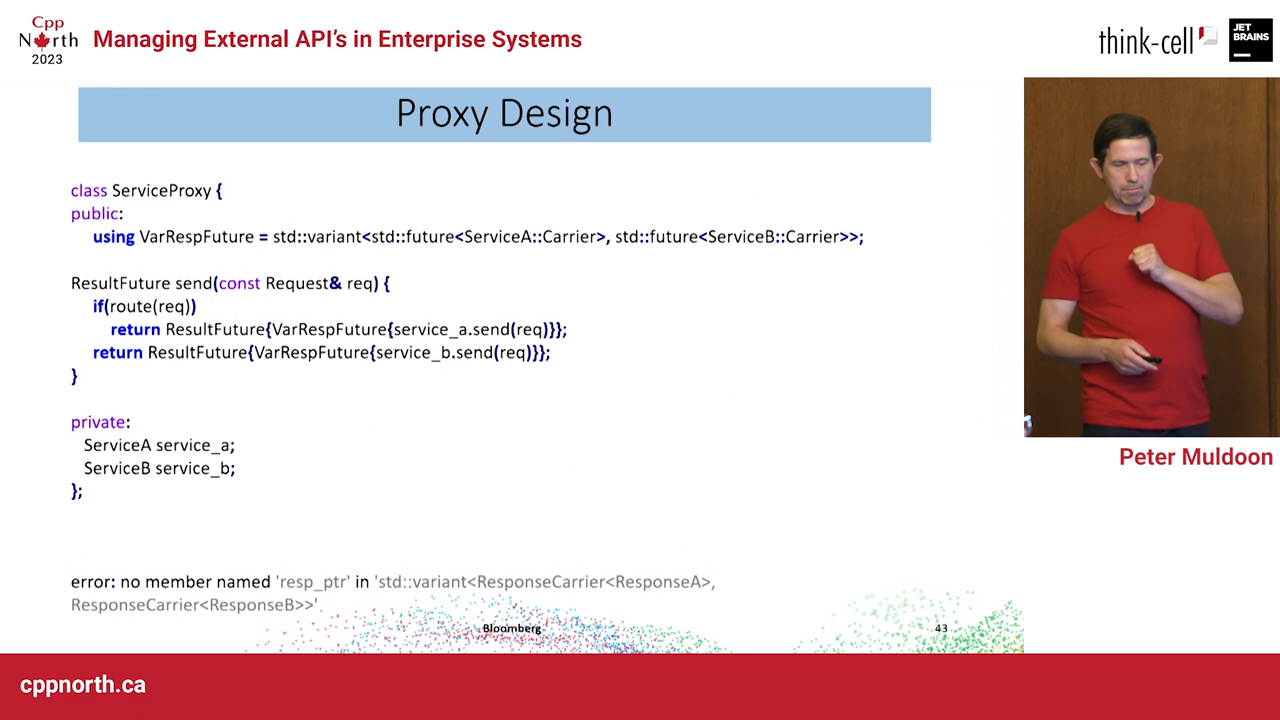 Cpp
North
2023
Managing External API's in Enterprise Systems
think-cell
JET
BRAINS
Proxy Design
class ServiceProxy {
public:
using VarRespFuture = std::variant<std::future<ServiceA::Carrier>, std::future<ServiceB::Carrier>>;
ResultFuture send(const Request& req) {
if(route(req))
return ResultFuture{VarRespFuture{service_a.send(req)}};
return ResultFuture{VarRespFuture{service_b.send(req)}};
}
private:
ServiceA service_a;
ServiceB service_b;
};
error: no member named 'resp_ptr' in 'std::variant<ResponseCarrier<ResponseA>,
ResponseCarrier<ResponseB>>'
Bloomberg
43
Peter Muldoon
cppnorth.ca